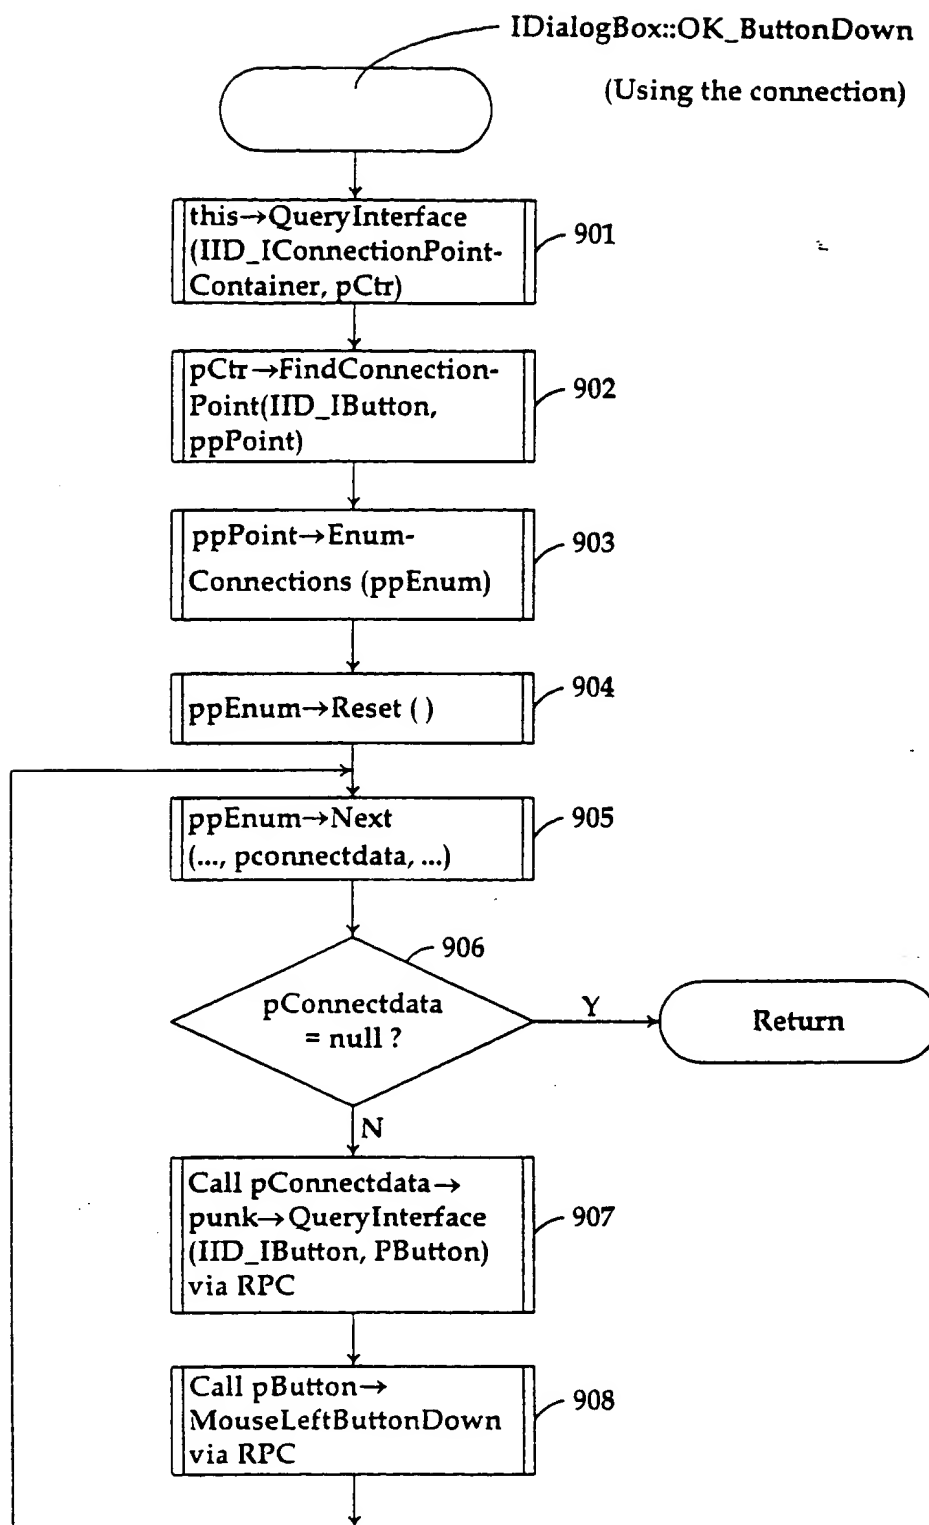 IDialogBox::OK_ButtonDown
(Using the connection)
this→QueryInterface
(IID_IConnectionPoint-
Container, pCtr)
901
pCtr→FindConnection-
Point(IID_IButton,
ppPoint)
902
ppPoint→Enum-
Connections (ppEnum)
903
ppEnum→Reset ( )
904
ppEnum→Next
(..., pconnectdata, ...)
905
906
pConnectdata
= null ?
Y
Return
N
Call pConnectdata→
punk→QueryInterface
(IID_IButton, PButton)
via RPC
907
Call pButton→
MouseLeftButtonDown
via RPC
908